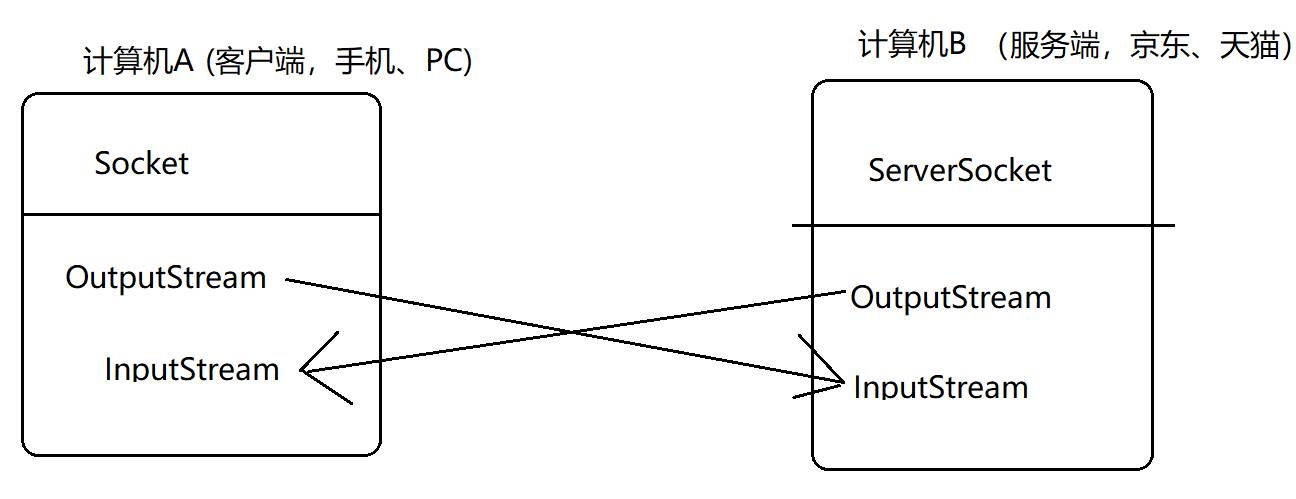 计算机A (客户端，手机、PC)
Socket
OutputStream
InputStream
计算机B （服务端，京东、天猫）
ServerSocket
OutputStream
InputStream